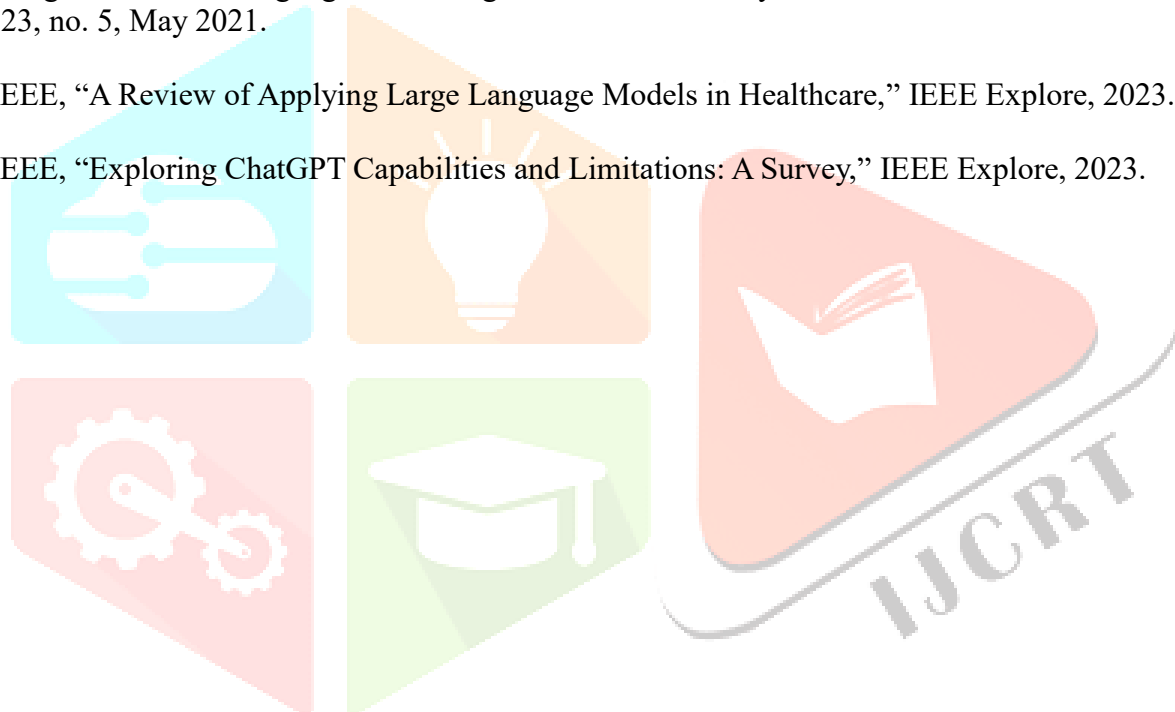 23, no. 5, May 2021.
EEE, “A Review of Applying Large Language Models in Healthcare,” IEEE Explore, 2023.
EEE, “Exploring ChatGPT Capabilities and Limitations: A Survey,” IEEE Explore, 2023.
IJCRT